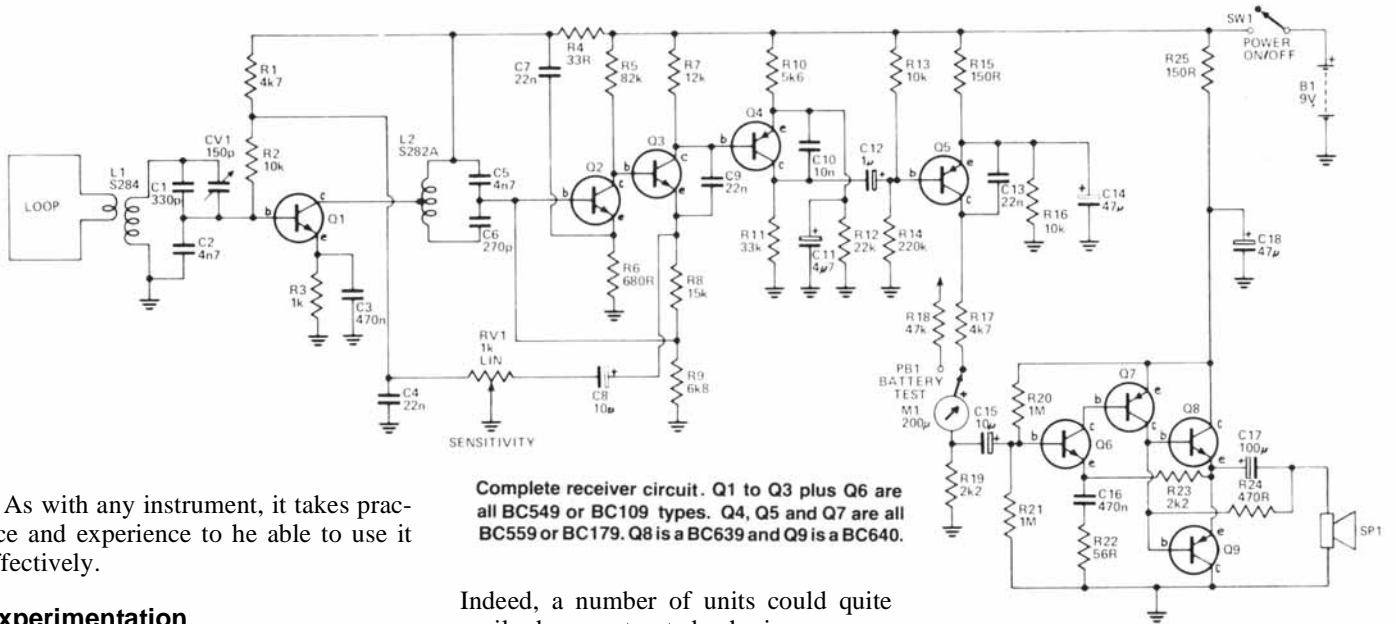 SW1
POWER
ON/OFF
R1
4k7
C7
22n
R4
33R
R5
82k
R7
12k
R10
5k6
R13
10k
R15
150R
R25
150R
B1
9V
LOOP
L1
S284
CV1
150p
C1
330p
R2
10k
C2
4n7
b
c
e
Q1
R3
1k
C3
470n
L2
S282A
C5
4n7
C6
270p
Q2
b
c
e
Q3
b
c
e
C9
22n
Q4
b
e
c
C10
10n
C12
1µ
+
Q5
b
e
c
C13
22n
R16
10k
C14
47µ
+
C18
47µ
+
R6
680R
R8
15k
R11
33k
C11
4µ7
+
R12
22k
R14
220k
RV1
1k
LIN
C4
22n
SENSITIVITY
C8
10µ
+
R9
6k8
R18
47k
R17
4k7
PB1
BATTERY
TEST
M1
200µ
+
C15
10µ
+
R19
2k2
R20
1M
R21
1M
Q6
b
c
e
Q7
b
e
c
Q8
b
c
e
C16
470n
R22
56R
R23
2k2
C17
100µ
+
R24
470R
Q9
b
e
c
SP1
As with any instrument, it takes prac-
ce and experience to he able to use it
ffectively.
xperimentation
Complete receiver circuit. Q1 to Q3 plus Q6 are
all BC549 or BC109 types. Q4, Q5 and Q7 are all
BC559 or BC179. Q8 is a BC639 and Q9 is a BC640.
Indeed, a number of units could quite